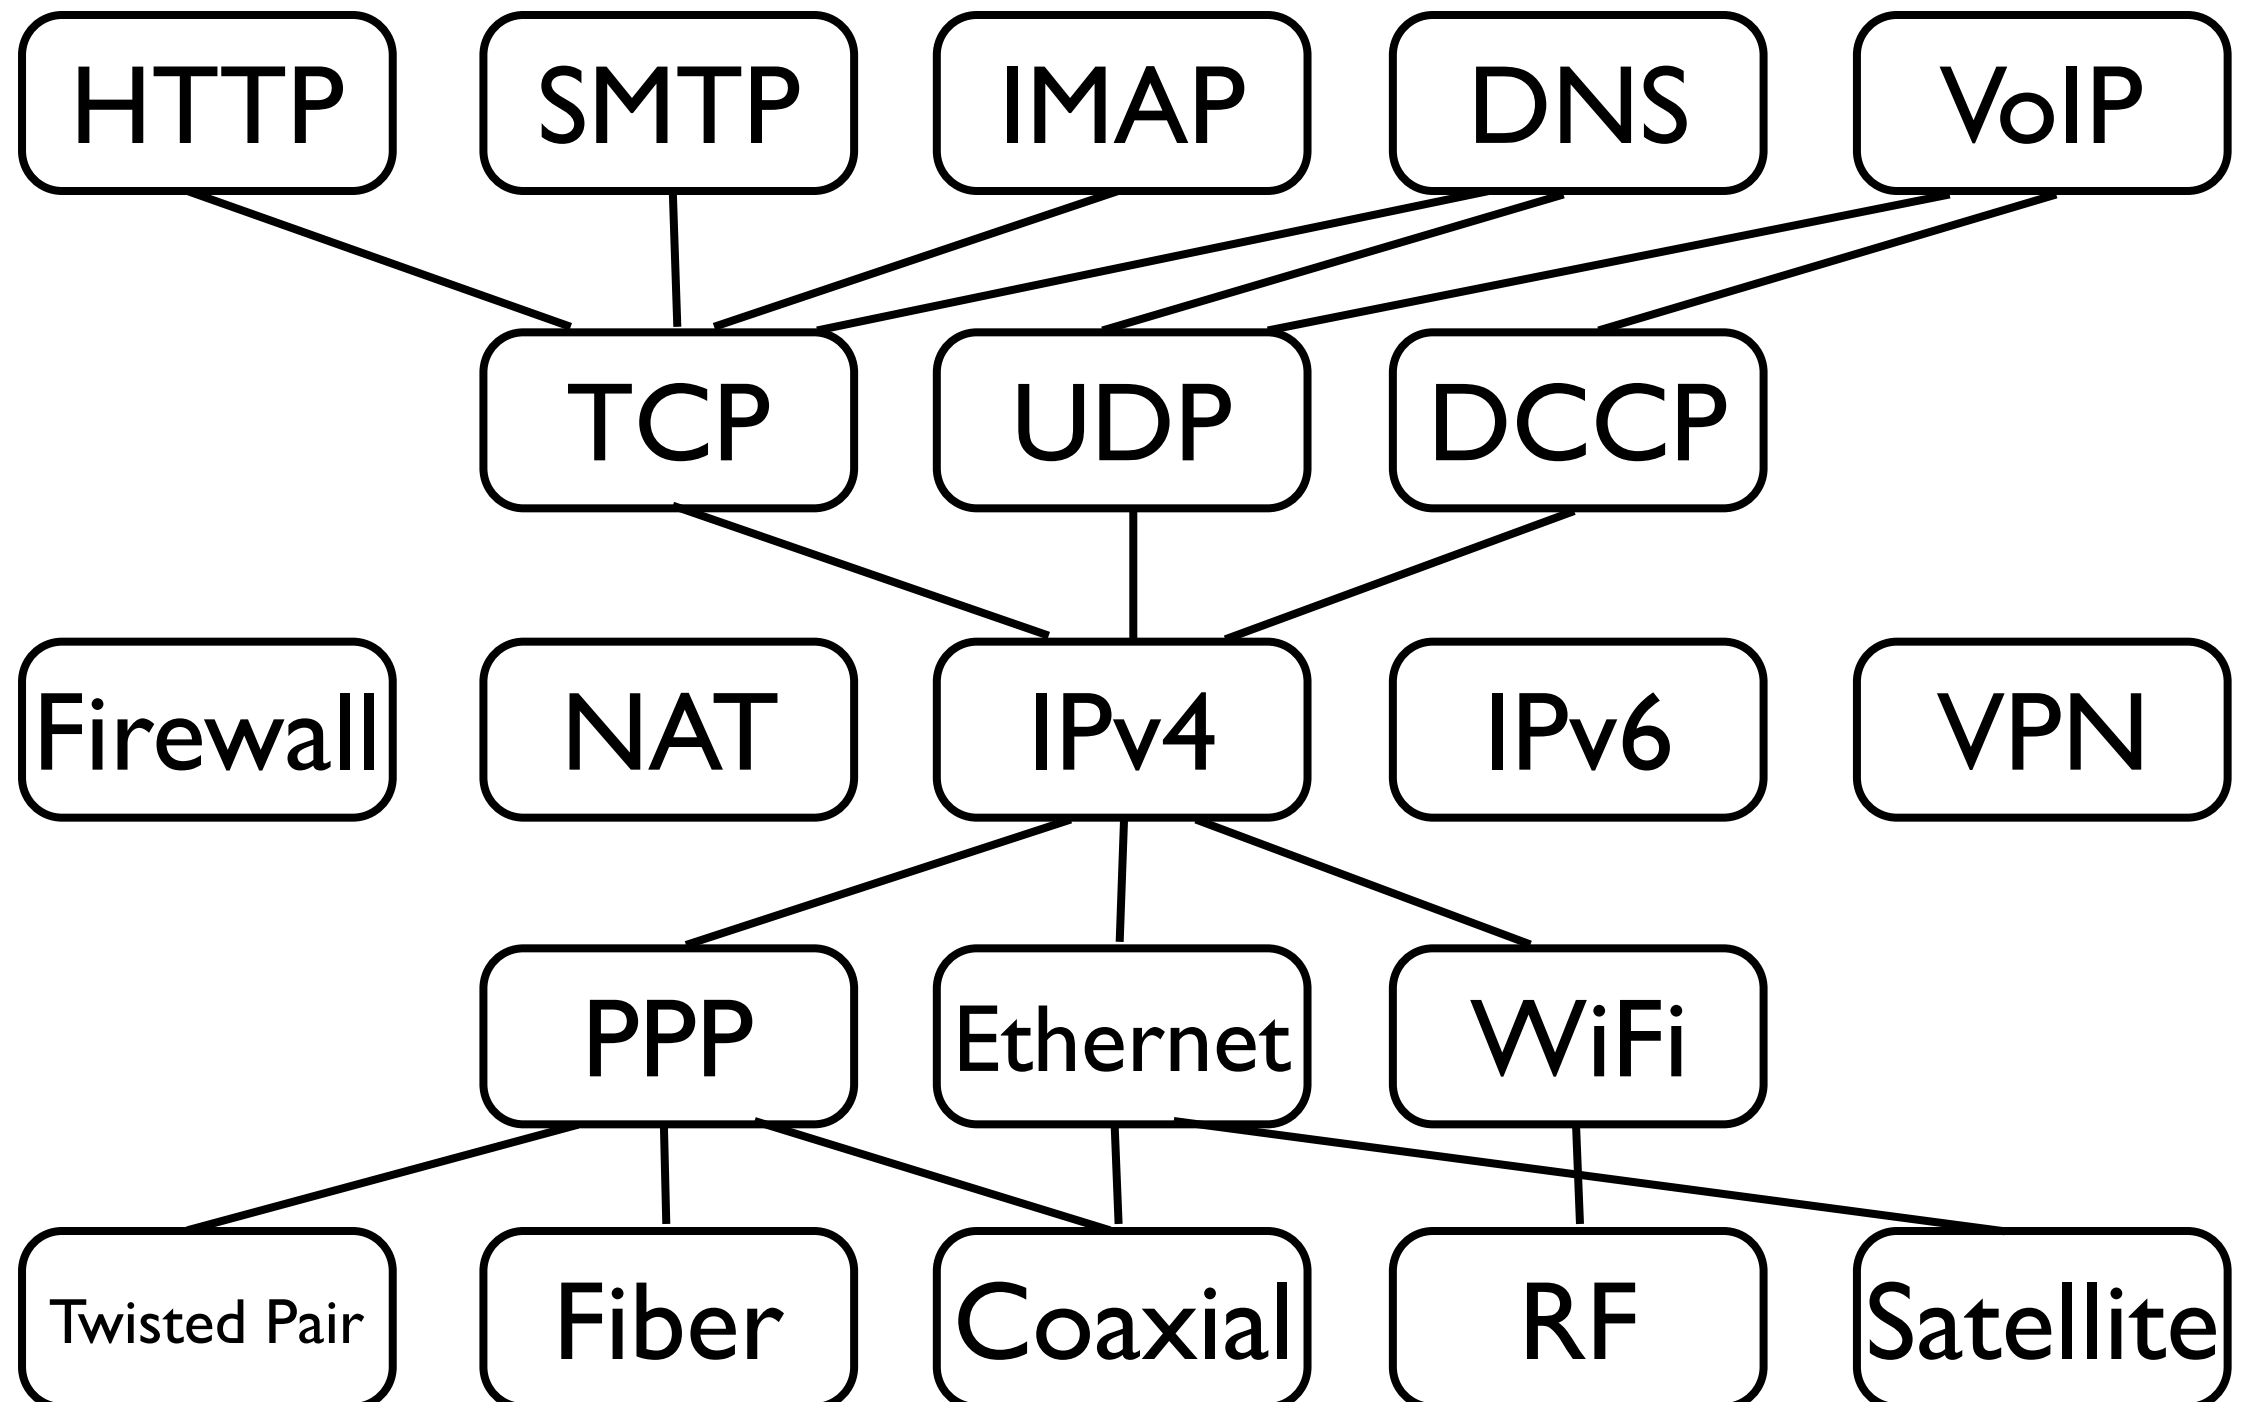 HTTP
SMTP
IMAP
DNS
VoIP
TCP
UDP
DCCP
Firewall
NAT
IPv4
IPv6
VPN
PPP
Ethernet
WiFi
Twisted Pair
Fiber
Coaxial
RF
Satellite